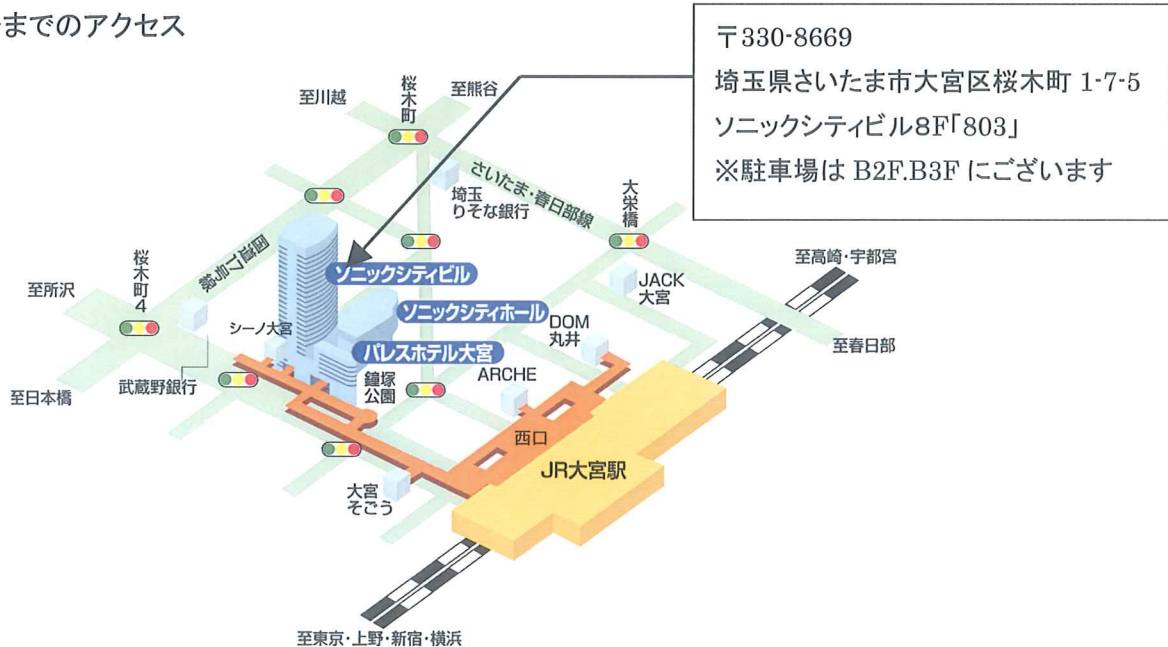 までのアクセス
〒330-8669
埼玉県さいたま市大宮区桜木町 1-7-5
ソニックシティビル8F「803」
※駐車場は B2F.B3F にございます
至川越
桜木町
至熊谷
さいたま・春日部線
埼玉
りそな銀行
大栄橋
国道17号線
至高崎・宇都宮
至所沢
桜木町4
ソニックシティビル
JACK
大宮
ソニックシティホール
シーノ大宮
DOM
丸井
至春日部
パレスホテル大宮
武蔵野銀行
鐘塚
公園
ARCHE
至日本橋
西口
JR大宮駅
大宮
そごう
至東京・上野・新宿・横浜